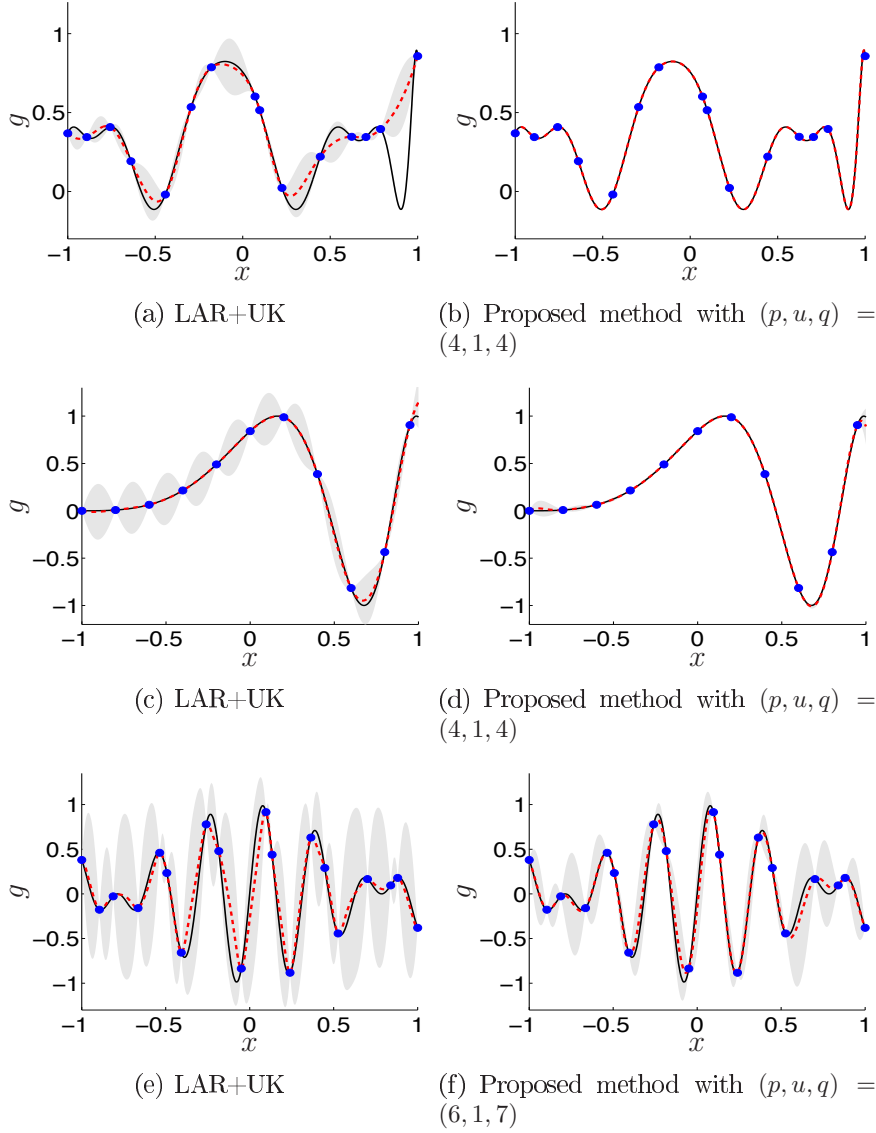 1
0.5
0
g
−1
−0.5
0
0.5
1
x
1
0.5
0
g
−1
−0.5
0
0.5
1
x
(a) LAR+UK
(b) Proposed method with (p, u, q) =
(4, 1, 4)
1
0.5
0
−0.5
−1
g
−1
−0.5
0
0.5
1
x
1
0.5
0
−0.5
−1
g
−1
−0.5
0
0.5
1
x
(c) LAR+UK
(d) Proposed method with (p, u, q) =
(4, 1, 4)
1
0.5
0
−0.5
−1
g
−1
−0.5
0
0.5
1
x
1
0.5
0
−0.5
−1
g
−1
−0.5
0
0.5
1
x
(e) LAR+UK
(f) Proposed method with (p, u, q) =
(6, 1, 7)